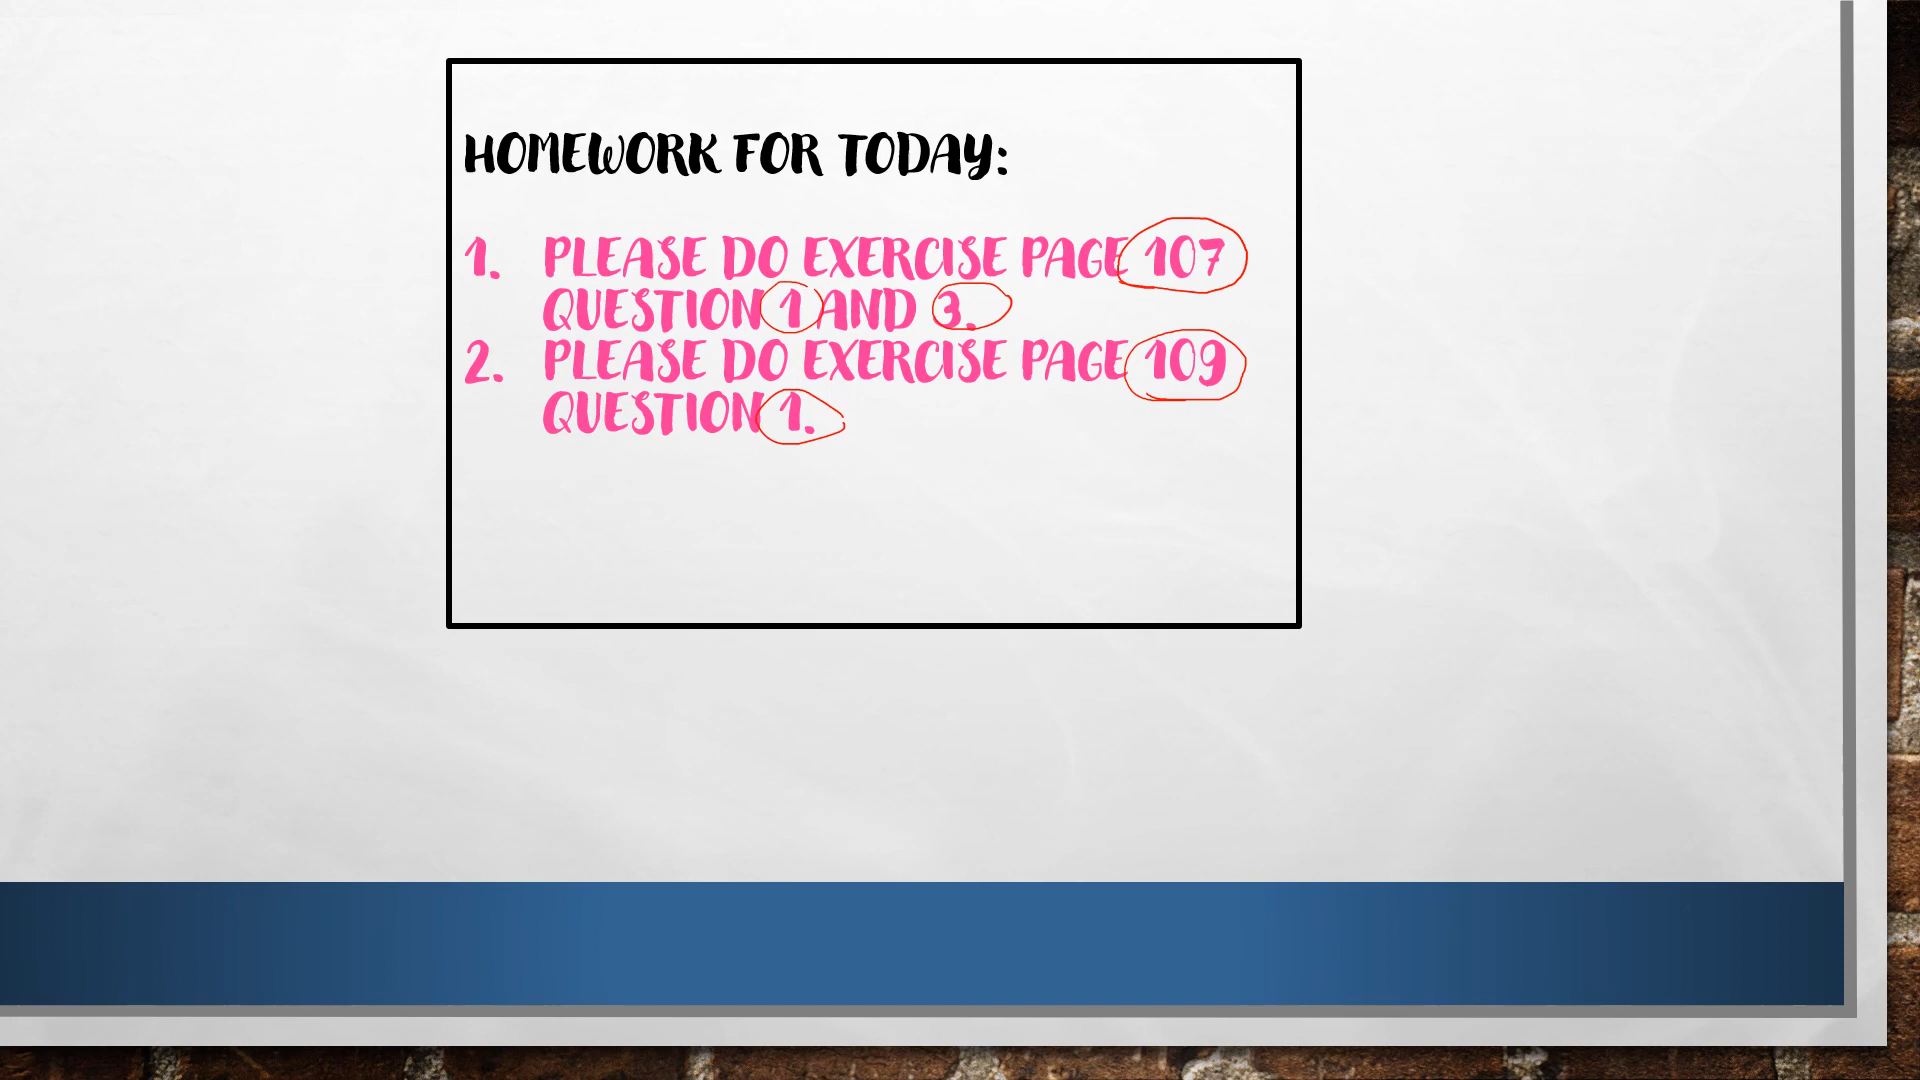 HOMEWORK FOR TODAY:
1. PLEASE DO EXERCISE PAGE 107
QUESTION 1 AND 3.
2. PLEASE DO EXERCISE PAGE 109
QUESTION 1.